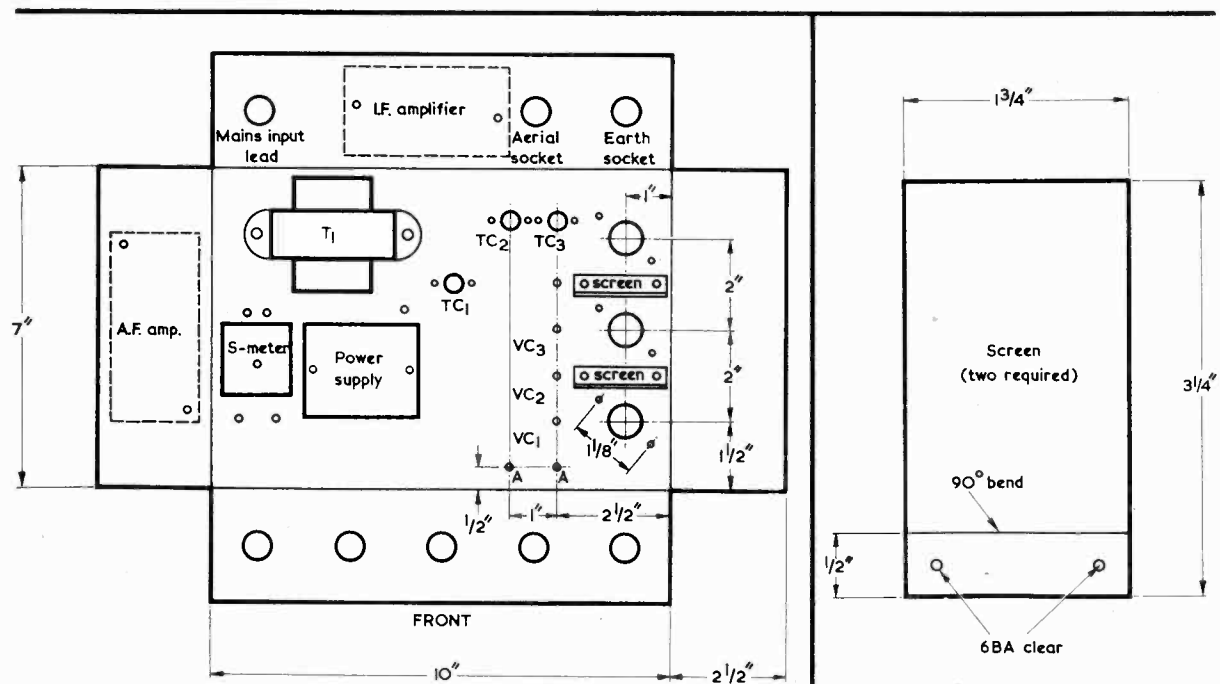 I.F. amplifier
Mains input
lead
Aerial
socket
Earth
socket
1"
T1
TC2
TC3
TC1
screen
2"
7"
A.F. amp.
S-meter
Power
supply
VC3
VC2
VC1
screen
2"
1 1/8"
1 1/2"
A
A
1/2"
1"
2 1/2"
FRONT
10"
2 1/2"
1 3/4"
Screen
(two required)
3 1/4"
90° bend
1/2"
6BA clear